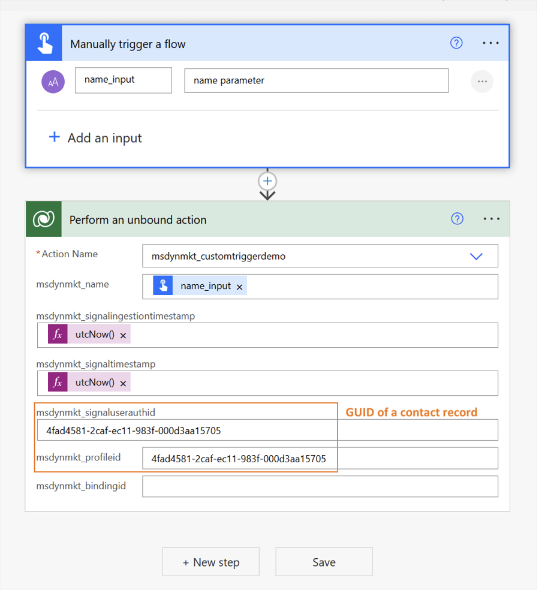 Manually trigger a flow
name_input
name parameter
+ Add an input
Perform an unbound action
* Action Name
msdynmkt_customtriggerdemo
msdynmkt_name
name_input ×
msdynmkt_signalingestiontimestamp
fx utcNow() ×
msdynmkt_signaltimestamp
fx utcNow() ×
msdynmkt_signaluserauthid
GUID of a contact record
4fad4581-2caf-ec11-983f-000d3aa15705
msdynmkt_profileid
4fad4581-2caf-ec11-983f-000d3aa15705
msdynmkt_bindingid
+ New step
Save